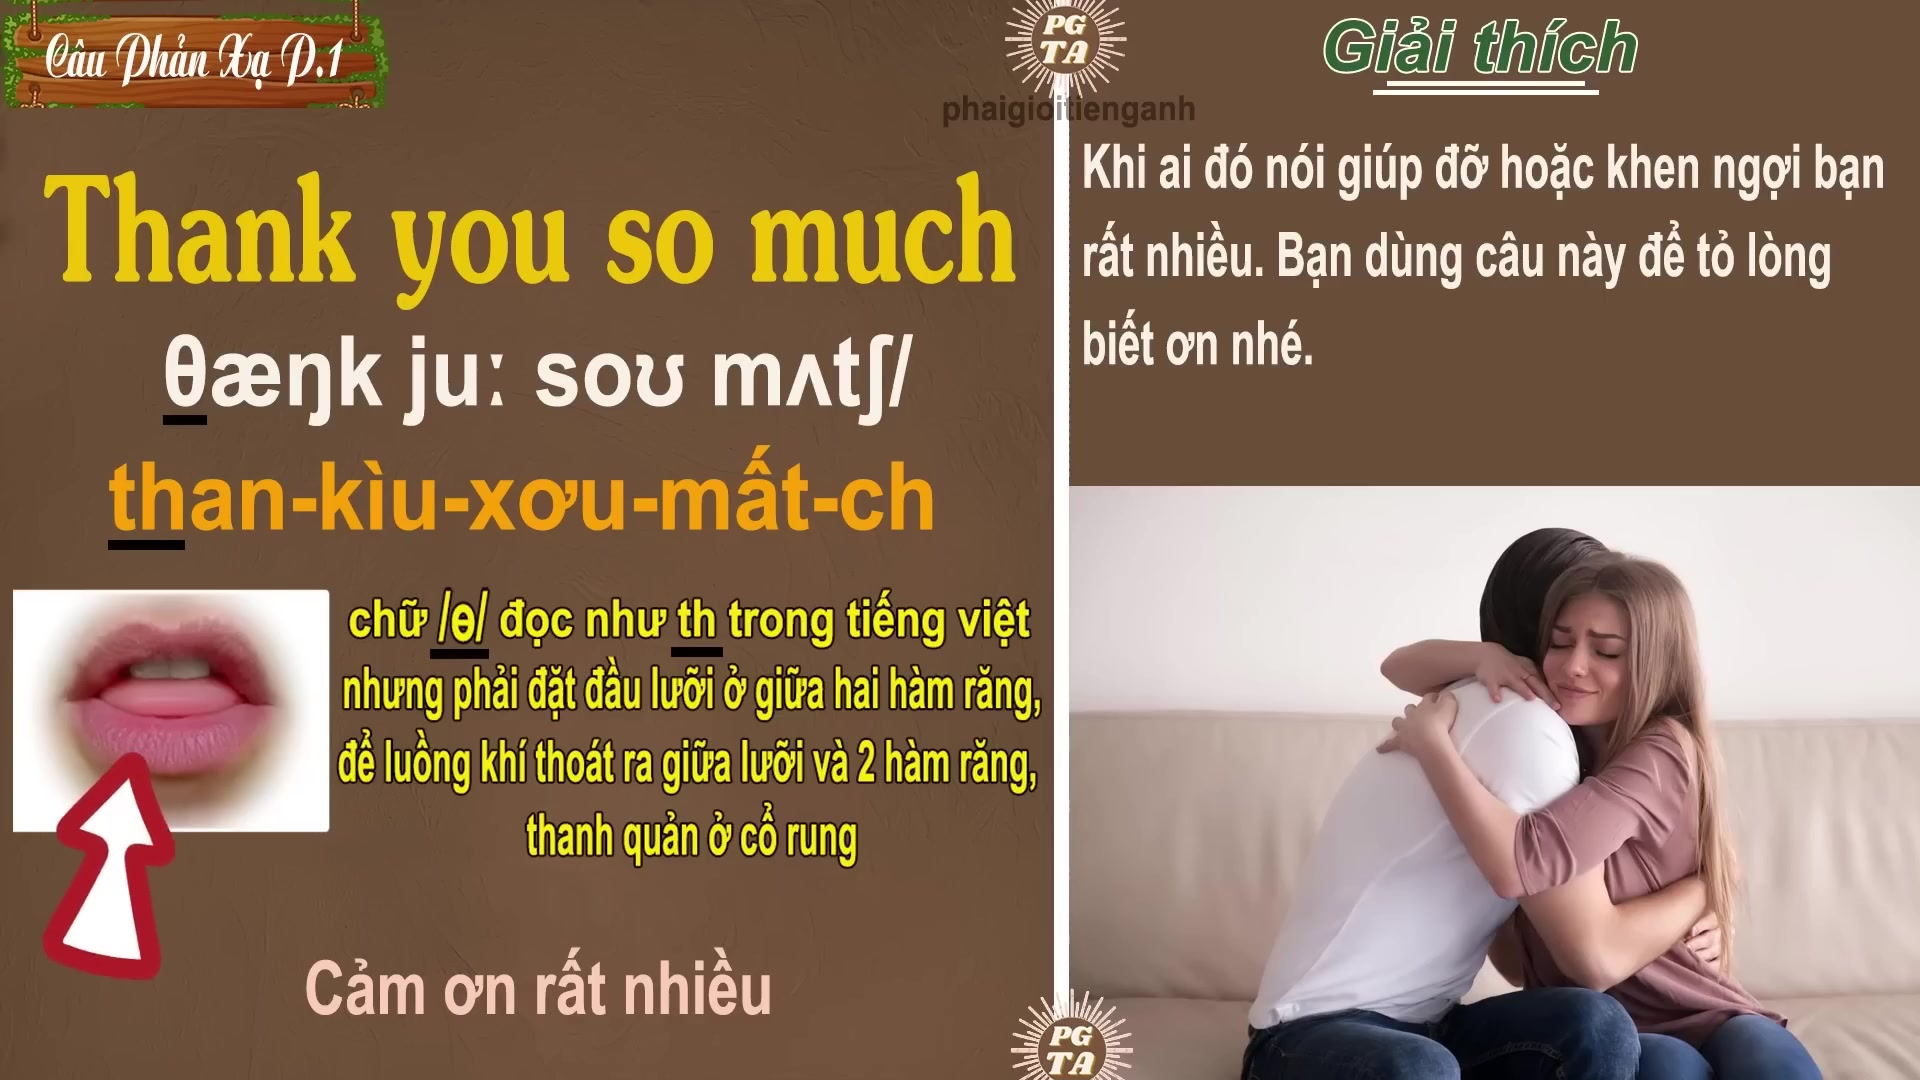 Câu Phản Xạ P.1
Thank you so much
θæŋk juː soʊ mʌtʃ/
than-kìu-xơu-mất-ch
chữ /ɵ/ đọc như th trong tiếng việt
nhưng phải đặt đầu lưỡi ở giữa hai hàm răng,
để luồng khí thoát ra giữa lưỡi và 2 hàm răng,
thanh quản ở cổ rung
Cảm ơn rất nhiều
PG
TA
phaigioitienganh
Giải thích
Khi ai đó nói giúp đỡ hoặc khen ngợi bạn
rất nhiều. Bạn dùng câu này để tỏ lòng
biết ơn nhé.
PG
TA